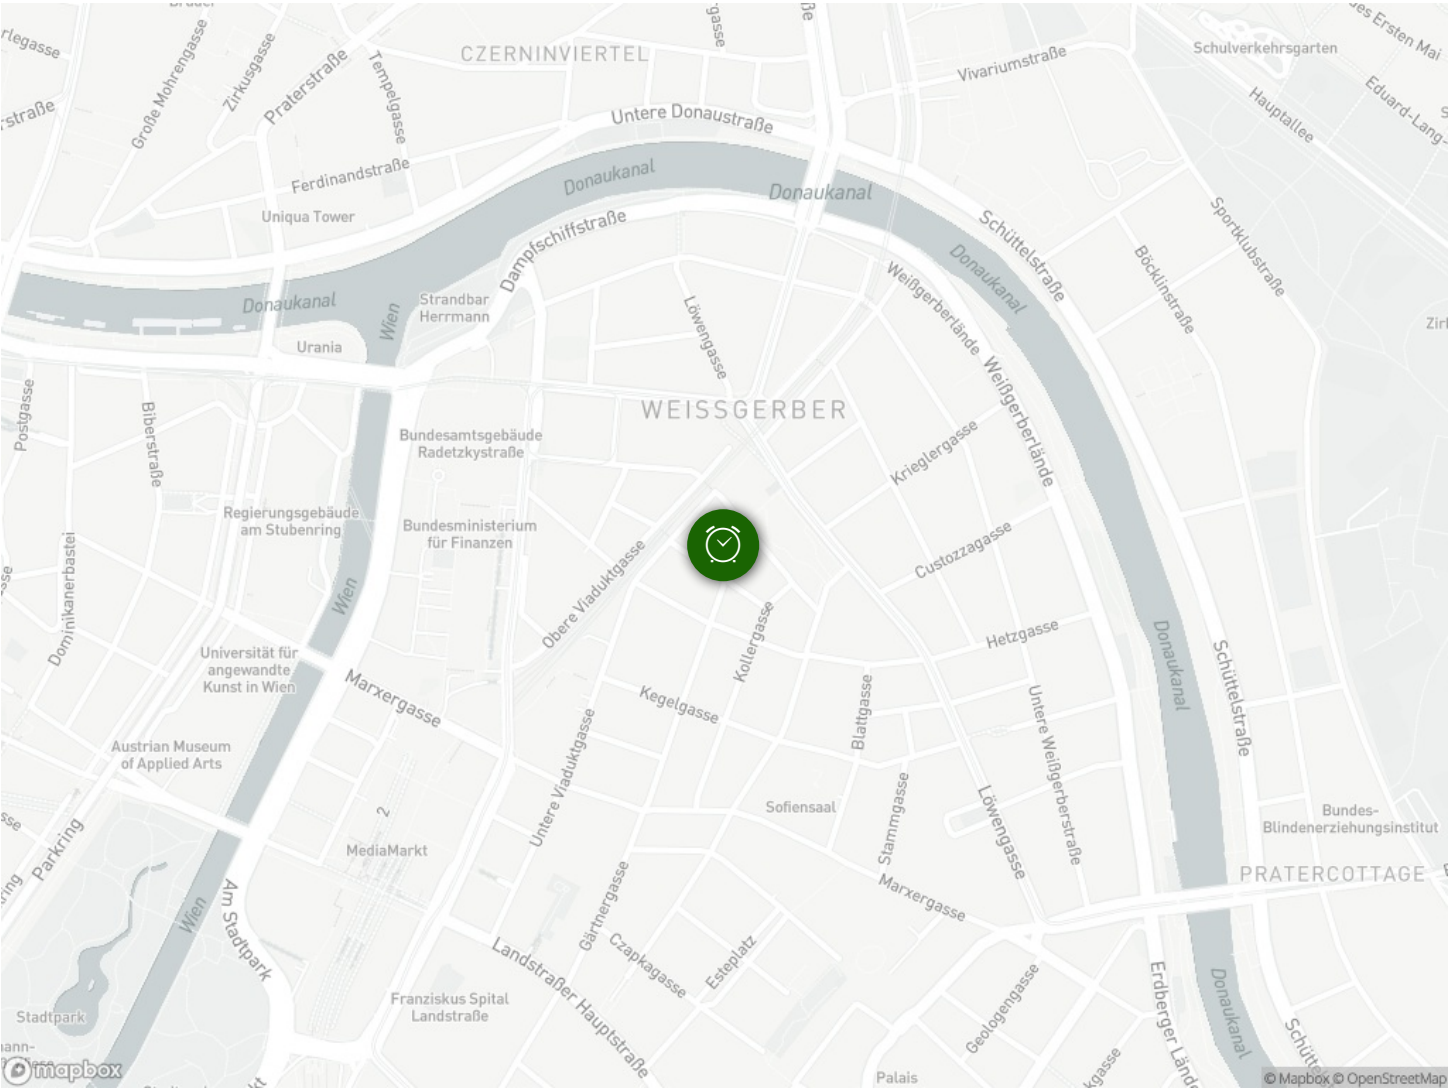 CZERNINVIERTEL
Schulverkehrsgarten
Vivariumstraße
Hauptallee
Große Mohrengasse
Zirkusgasse
Praterstraße
Tempelgasse
Untere Donaustraße
Ferdinandstraße
Donaukanal
Donaukanal
Uniqua Tower
Dampfschiffstraße
Schüttelstraße
Sportklubstraße
Böcklinstraße
Donaukanal
Donaukanal
Wien
Strandbar
Herrmann
Urania
Löwengasse
Weißgerberlände
Weißgerberlände
Postgasse
Biberstraße
WEISSGERBER
Bundesamtsgebäude
Radetzkystraße
Krieglergasse
Regierungsgebäude
am Stubenring
Bundesministerium
für Finanzen
Custozzagasse
Dominikanerbastei
Wien
Obere Viaduktgasse
Kollergasse
Hetzgasse
Donaukanal
Schüttelstraße
Universität für
angewandte
Kunst in Wien
Marxergasse
Kegelgasse
Blattgasse
Untere Weißgerberstraße
Austrian Museum
of Applied Arts
Untere Viaduktgasse
Sofiensaal
Stammgasse
Löwengasse
Bundes-
Blindenerziehungsinstitut
2
MediaMarkt
Parkring
PRATERCOTTAGE
Marxergasse
Wien
Am Stadtpark
Gärtnergasse
Landstraßer Hauptstraße
Czapkagasse
Esteplatz
Geologengasse
Erdberger Lände
Donaukanal
Franziskus Spital
Landstraße
Stadtpark
Palais
mapbox
© Mapbox © OpenStreetMap